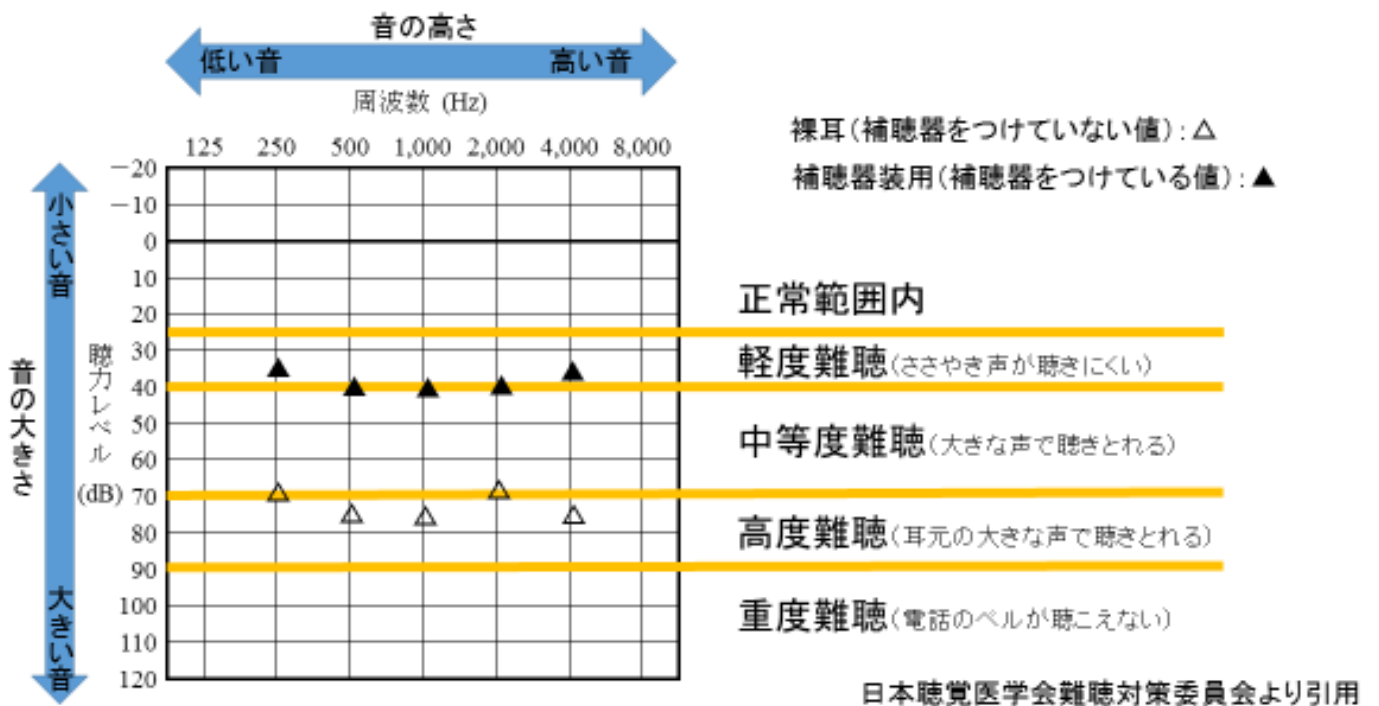 音の高さ
低い音 高い音
周波数 (Hz)
125 250 500 1,000 2,000 4,000 8,000
裸耳(補聴器をつけていない値):△
補聴器装用(補聴器をつけている値):▲
音の大きさ
小さい音
大きい音
聴力レベル
(dB)
-20
-10
0
10
20
30
40
50
60
70
80
90
100
110
120
正常範囲内
軽度難聴(ささやき声が聴きにくい)
中等度難聴(大きな声で聴きとれる)
高度難聴(耳元の大きな声で聴きとれる)
重度難聴(電話のベルが聴こえない)
日本聴覚医学会難聴対策委員会より引用